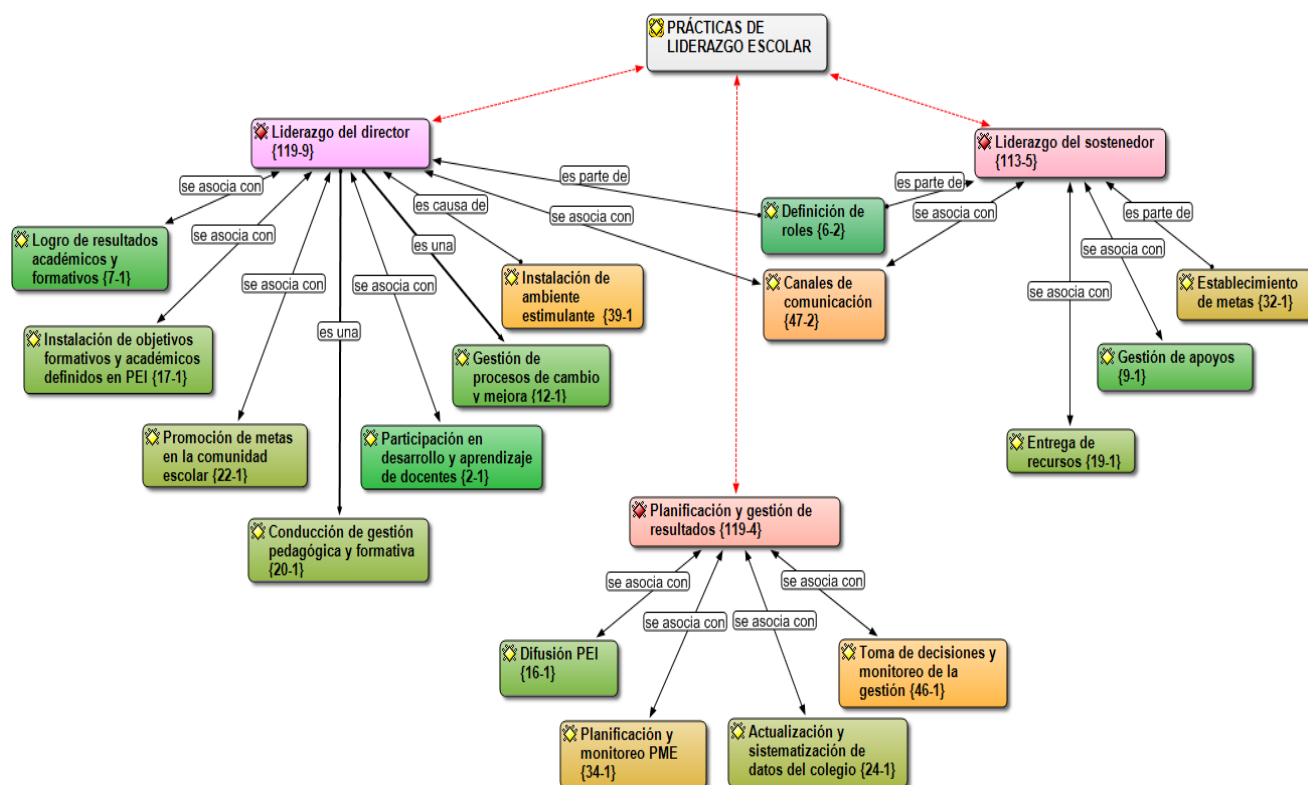 PRÁCTICAS DE
LIDERAZGO ESCOLAR
Liderazgo del director
{119-9}
Liderazgo del sostenedor
{113-5}
se asocia con
es parte de
es parte de
es causa de
se asocia con
se asocia con
es parte de
Definición de
roles {6-2}
se asocia con
es una
Logro de resultados
académicos y
formativos {7-1}
Instalación de
ambiente
estimulante {39-1
Canales de
comunicación
{47-2}
Establecimiento
de metas {32-1}
se asocia con
se asocia con
es una
Instalación de objetivos
formativos y académicos
definidos en PEI {17-1}
Gestión de
procesos de cambio
y mejora {12-1}
Gestión de apoyos
{9-1}
Promoción de metas
en la comunidad
escolar {22-1}
Participación en
desarrollo y aprendizaje
de docentes {2-1}
Entrega de
recursos {19-1}
Planificación y gestión de
resultados {119-4}
Conducción de gestión
pedagógica y formativa
{20-1}
se asocia con
se asocia con
se asocia con
se asocia con
Difusión PEI
{16-1}
Toma de decisiones y
monitoreo de la
gestión {46-1}
Planificación y
monitoreo PME
{34-1}
Actualización y
sistematización de
datos del colegio {24-1}